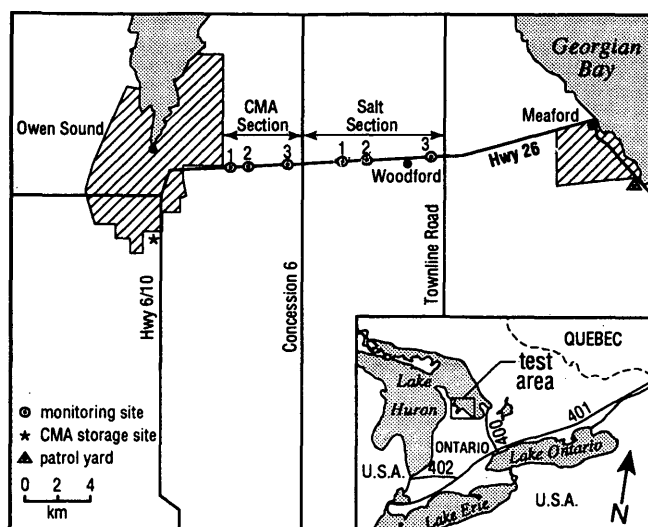 Georgian
Bay
Meaford
Owen Sound
CMA
Section
Salt
Section
1 2 3 1 2 3
Woodford
Hwy 26
Hwy 6/10
Concession 6
Townline Road
monitoring site
CMA storage site
patrol yard
0 2 4
km
QUEBEC
test
area
Lake
Huron
ONTARIO
400
401
402
Lake Ontario
U.S.A.
Lake Erie
U.S.A.
N